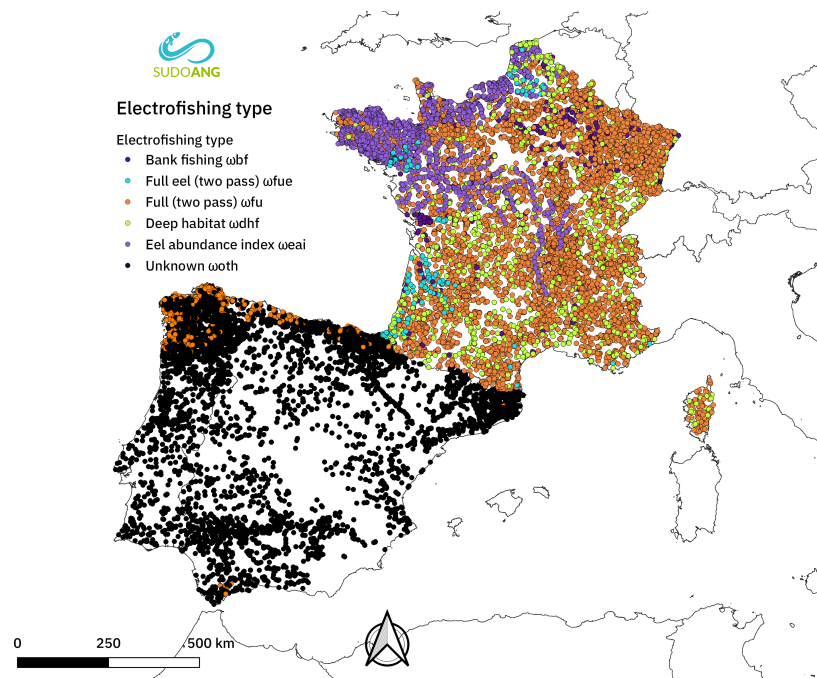 SUDOANG
Electrofishing type
Electrofishing type
Bank fishing ωbf
Full eel (two pass) ωfue
Full (two pass) ωfu
Deep habitat ωdhf
Eel abundance index ωeai
Unknown ωoth
0 250 500 km